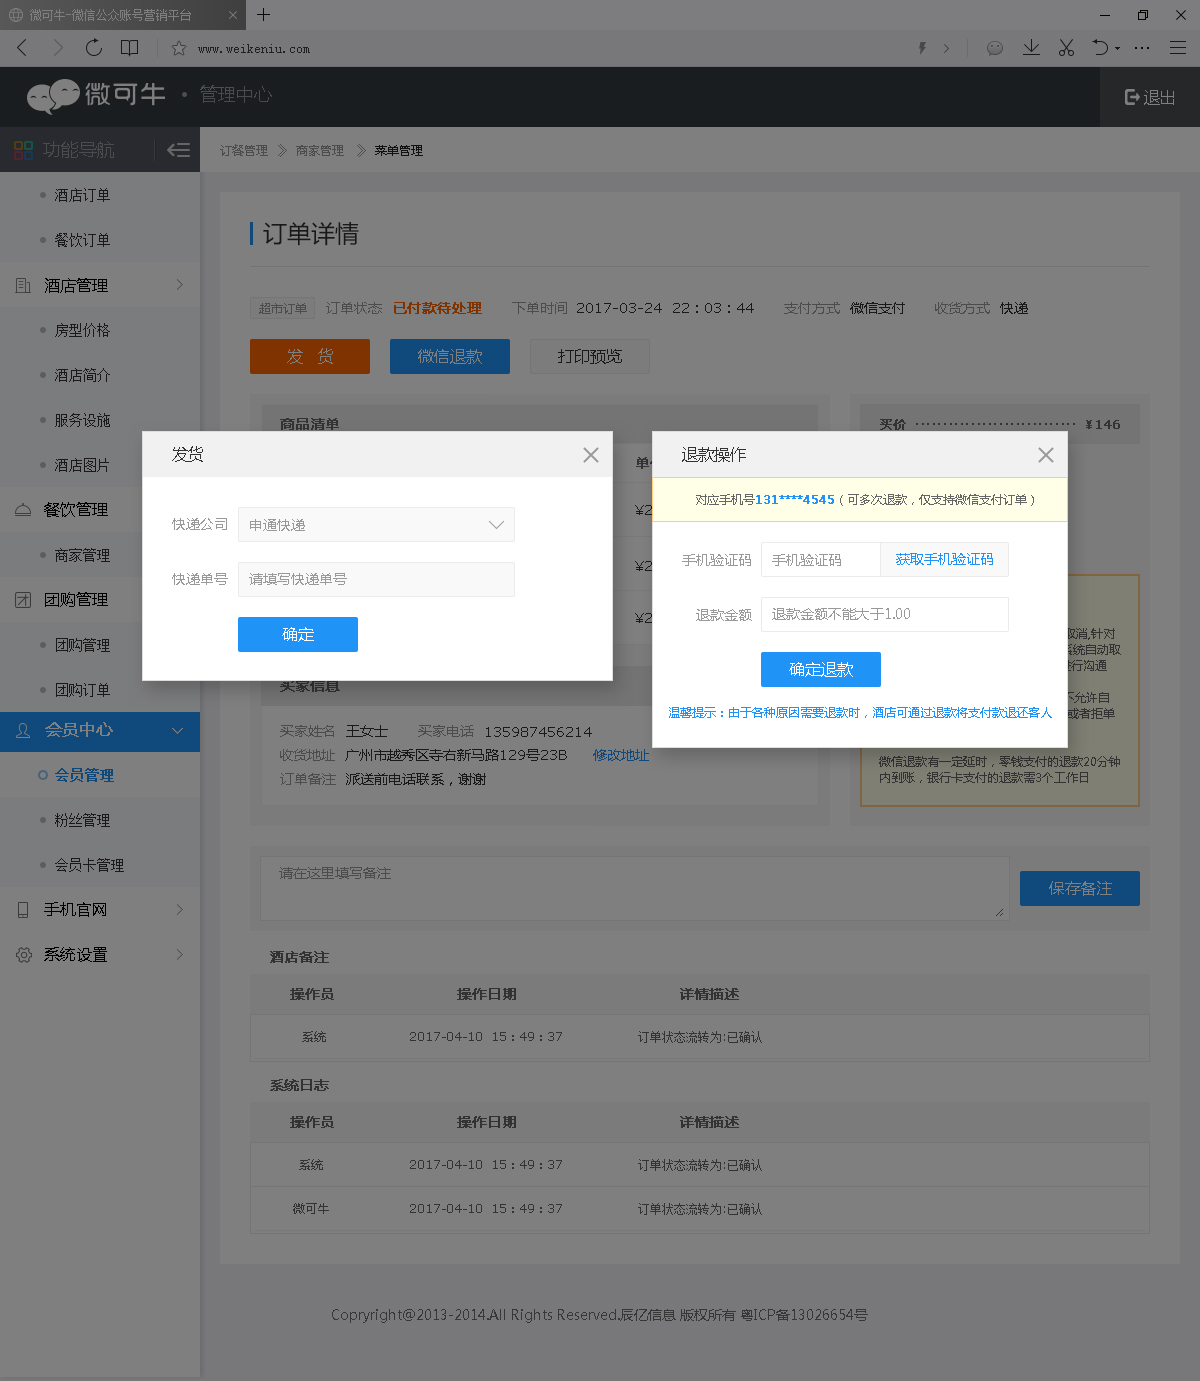 微可牛-微信公众账号营销平台
www.weikeniu.com
微可牛 · 管理中心
退出
功能导航
订餐管理 商家管理 菜单管理
酒店订单
餐饮订单
酒店管理
房型价格
酒店简介
服务设施
酒店图片
餐饮管理
商家管理
团购管理
团购管理
团购订单
会员中心
会员管理
粉丝管理
会员卡管理
手机官网
系统设置
订单详情
超市订单 订单状态 已付款待处理 下单时间 2017-03-24 22:03:44 支付方式 微信支付 收货方式 快递
发 货 微信退款 打印预览
商品清单
买价 ¥146
¥2
¥2
¥2
发货
快递公司 申通快递
快递单号 请填写快递单号
确定
退款操作
对应手机号131****4545(可多次退款，仅支持微信支付订单)
手机验证码 手机验证码 获取手机验证码
退款金额 退款金额不能大于1.00
确定退款
温馨提示：由于各种原因需要退款时，酒店可通过退款将支付款退还客人
取消,针对
系统自动取
进行沟通
不允许自
或者拒单
微信退款有一定延时，零钱支付的退款20分钟
内到账，银行卡支付的退款需3个工作日
买家信息
买家姓名 王女士 买家电话 135987456214
收货地址 广州市越秀区寺右新马路129号23B 修改地址
订单备注 派送前电话联系，谢谢
请在这里填写备注
保存备注
酒店备注
操作员 操作日期 详情描述
系统 2017-04-10 15:49:37 订单状态流转为:已确认
系统日志
操作员 操作日期 详情描述
系统 2017-04-10 15:49:37 订单状态流转为:已确认
微可牛 2017-04-10 15:49:37 订单状态流转为:已确认
Copryright@2013-2014.All Rights Reserved.辰亿信息 版权所有 粤ICP备13026654号